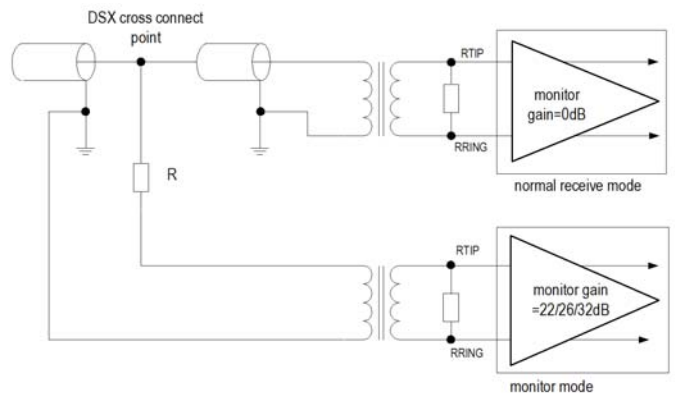 DSX cross connect
point
RTIP
monitor
gain=0dB
RRING
normal receive mode
R
RTIP
monitor gain
=22/26/32dB
RRING
monitor mode